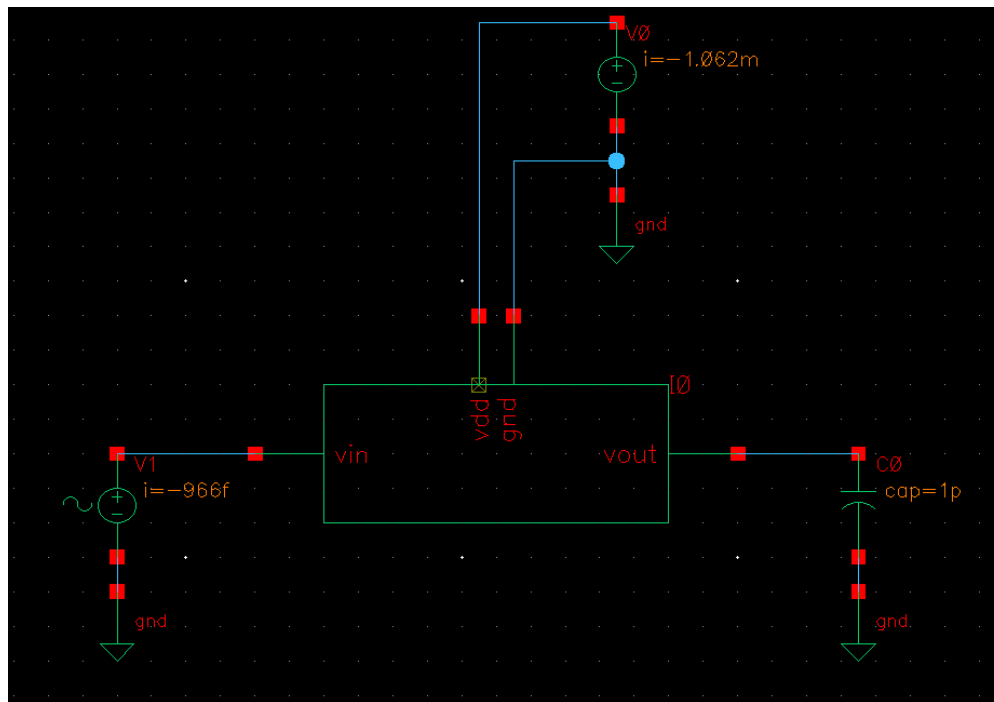 V0
i=-1.062m
gnd
I0
vdd
gnd
vin
vout
V1
i=-966f
C0
cap=1p
gnd
gnd